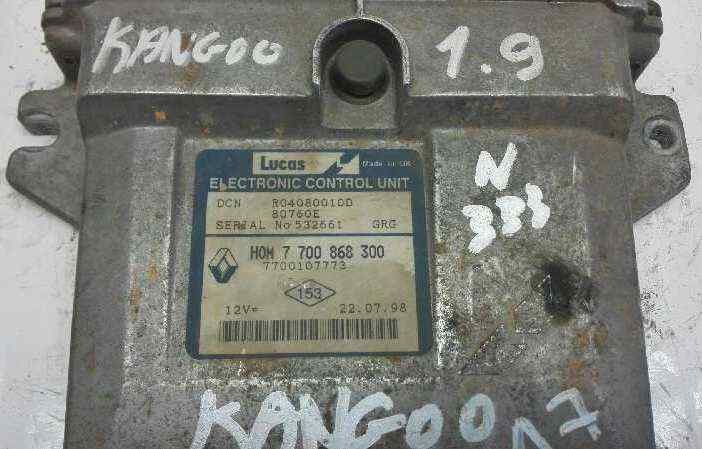 KANGOO 1.9
Lucas Made in UK
ELECTRONIC CONTROL UNIT
DCN R04080010D
80760E
SERIAL No 532661 GRG
HOM 7 700 868 300
7700107773
153
12V= 22.07.98
N
333
KANGOO